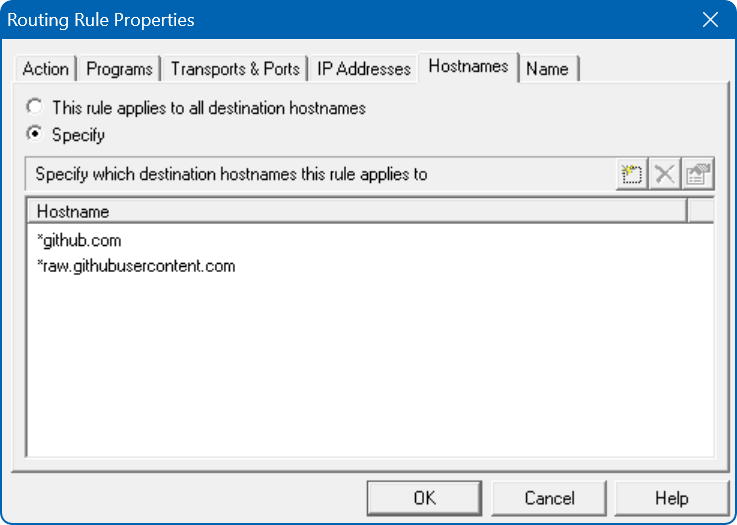 Routing Rule Properties
Action Programs Transports & Ports IP Addresses Hostnames Name
This rule applies to all destination hostnames
Specify
Specify which destination hostnames this rule applies to
Hostname
*github.com
*raw.githubusercontent.com
OK Cancel Help